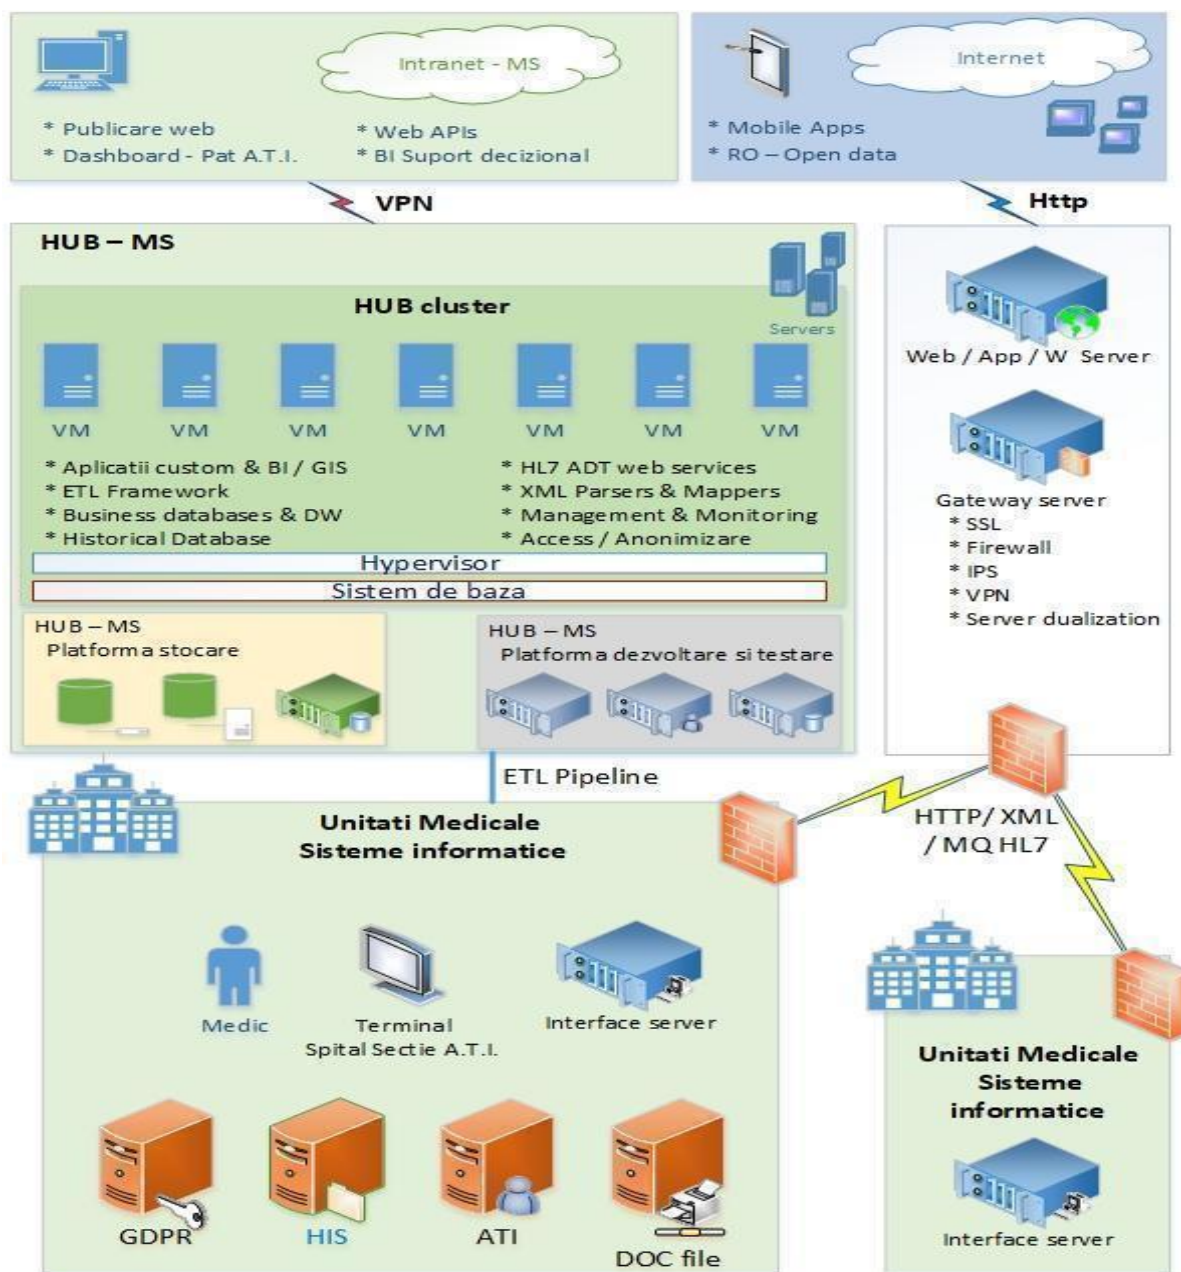 Intranet - MS
* Publicare web
* Dashboard - Pat A.T.I.
* Web APIs
* BI Suport decizional
Internet
* Mobile Apps
* RO – Open data
VPN
Http
HUB – MS
HUB cluster
Servers
VM
VM
VM
VM
VM
VM
VM
* Aplicatii custom & BI / GIS
* ETL Framework
* Business databases & DW
* Historical Database
* HL7 ADT web services
* XML Parsers & Mappers
* Management & Monitoring
* Access / Anonimizare
Hypervisor
Sistem de baza
HUB – MS
Platforma stocare
HUB – MS
Platforma dezvoltare si testare
Web / App / W Server
Gateway server
* SSL
* Firewall
* IPS
* VPN
* Server dualization
ETL Pipeline
HTTP/ XML
/ MQ HL7
Unitati Medicale
Sisteme informatice
Medic
Terminal
Spital Sectie A.T.I.
Interface server
GDPR
HIS
ATI
DOC file
Unitati Medicale
Sisteme
informatice
Interface server